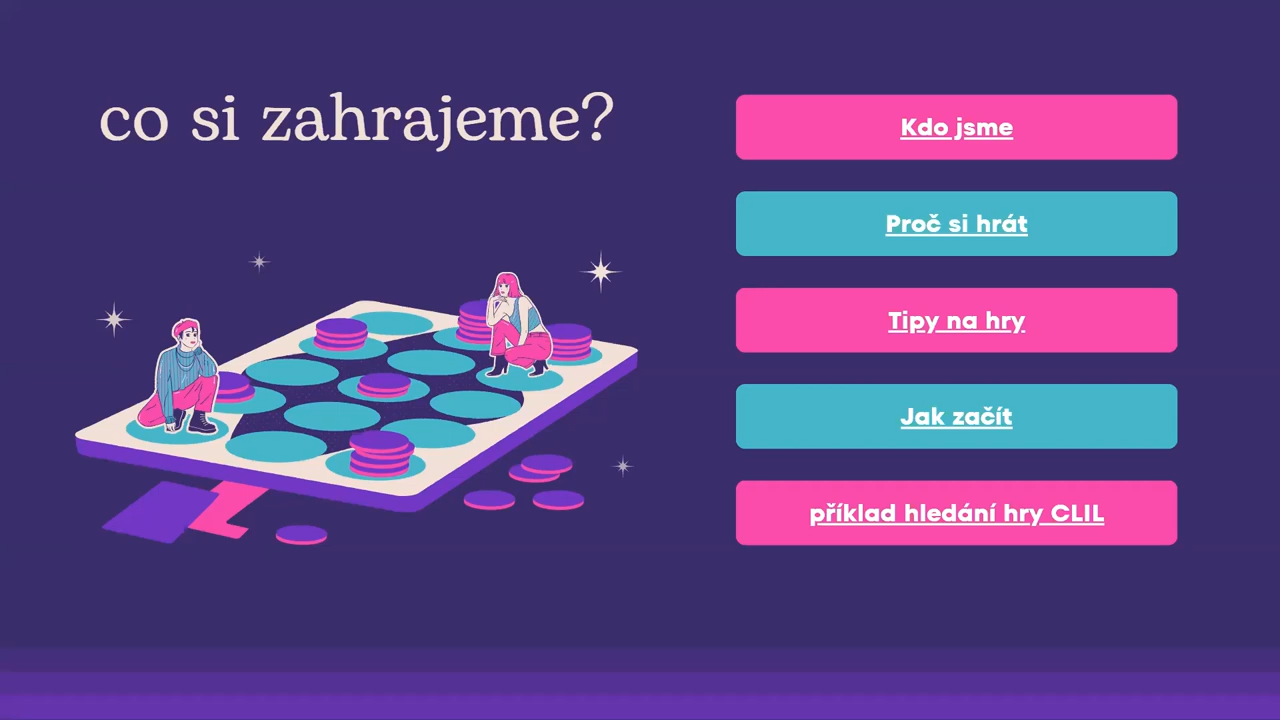 co si zahrajeme?
Kdo jsme
Proč si hrát
Tipy na hry
Jak začít
příklad hledání hry CLIL